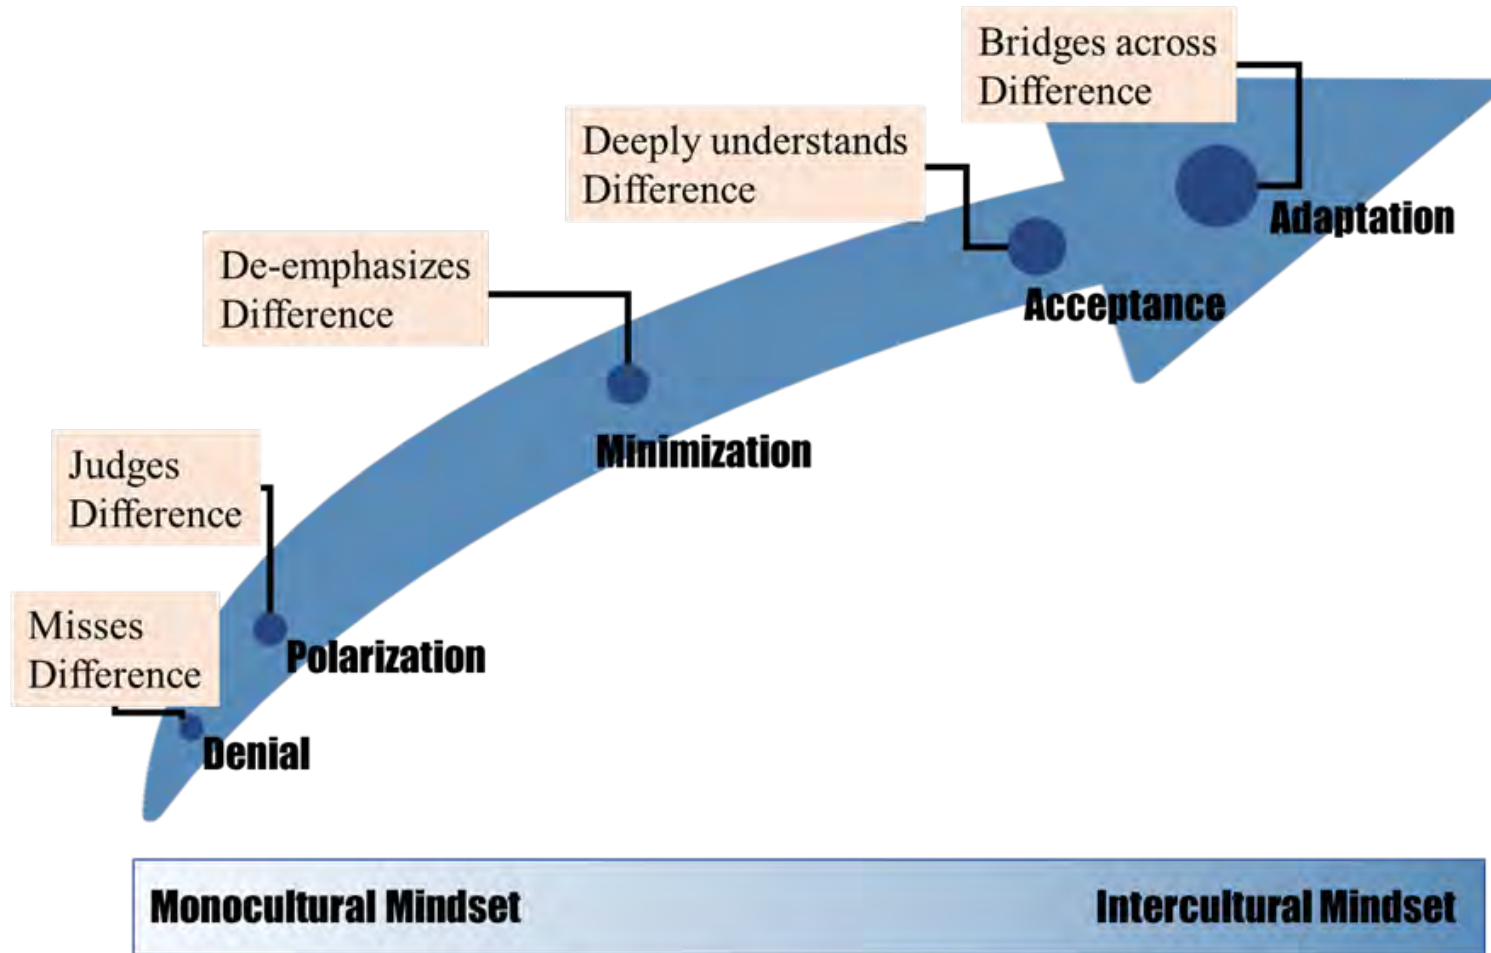 Bridges across
Difference
Deeply understands
Difference
Adaptation
De-emphasizes
Difference
Acceptance
Minimization
Judges
Difference
Misses
Difference
Polarization
Denial
Monocultural Mindset
Intercultural Mindset